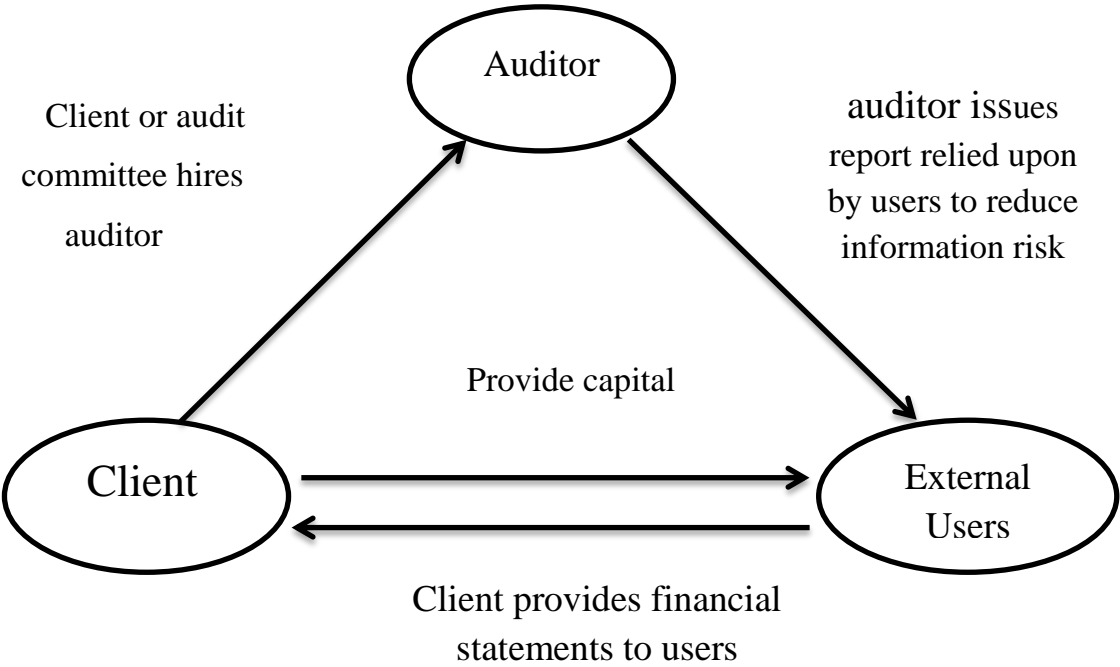 Auditor
Client or audit
committee hires
auditor
auditor issues
report relied upon
by users to reduce
information risk
Provide capital
Client
External
Users
Client provides financial
statements to users